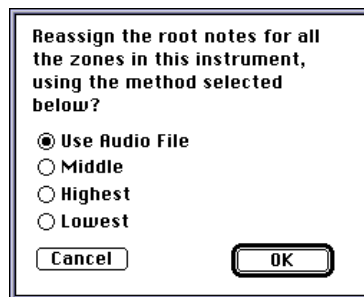 Reassign the root notes for all
the zones in this instrument,
using the method selected
below?
Use Audio File
Middle
Highest
Lowest
Cancel OK